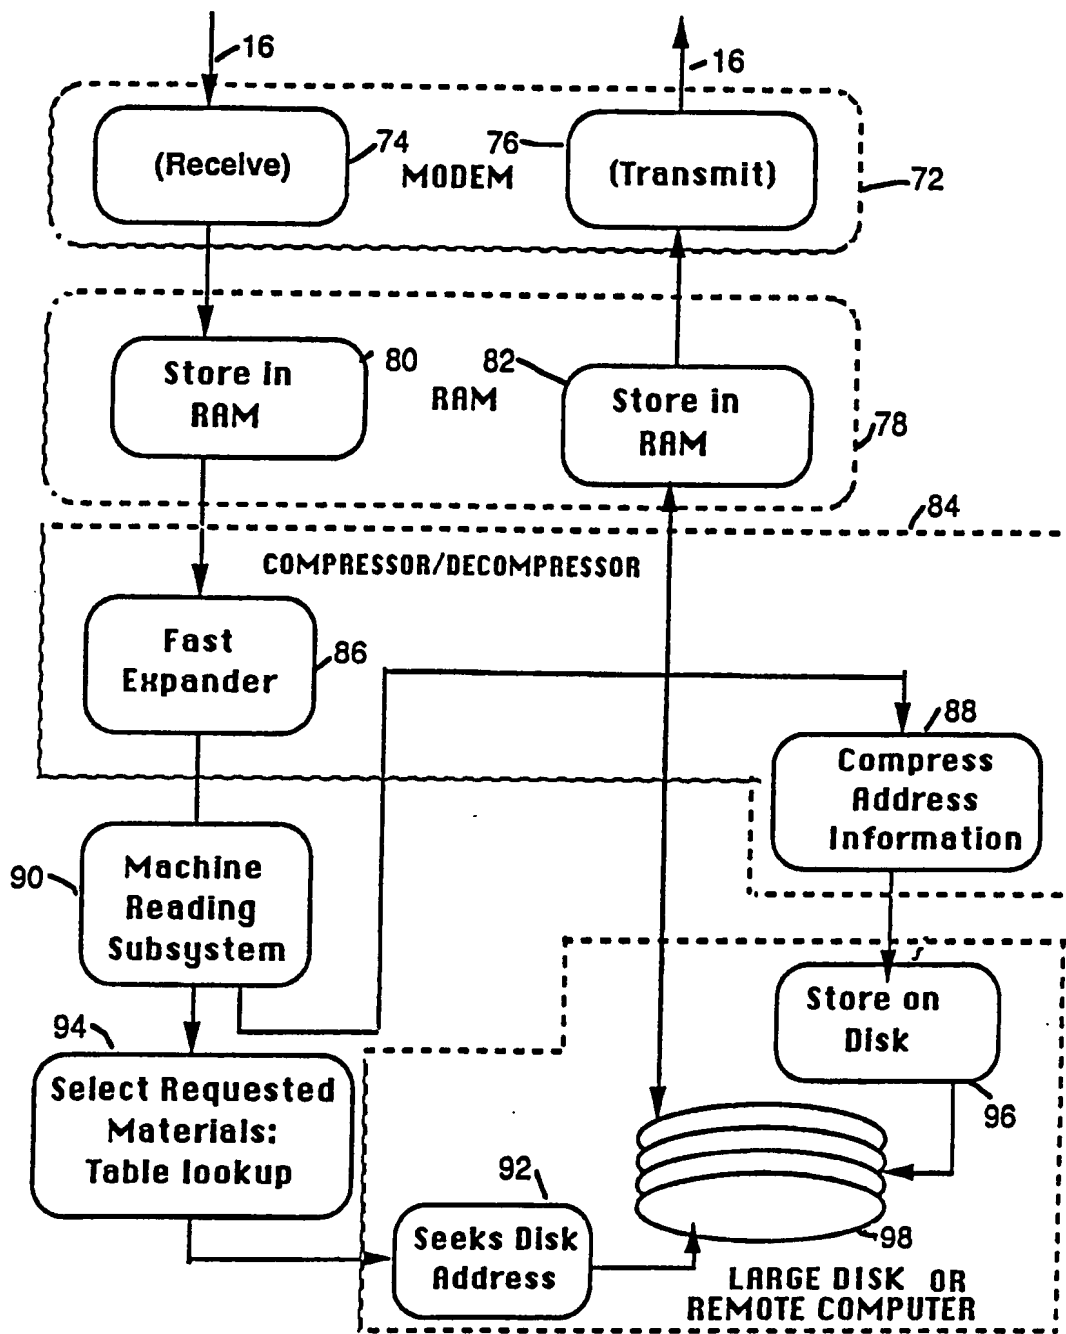 16
16
(Receive)
74
MODEM
76
(Transmit)
72
Store in
RAM
80
RAM
82
Store in
RAM
78
84
COMPRESSOR/DECOMPRESSOR
Fast
Expander
86
88
Compress
Address
Information
90
Machine
Reading
Subsystem
94
Select Requested
Materials:
Table lookup
Store on
Disk
96
92
Seeks Disk
Address
98
LARGE DISK OR
REMOTE COMPUTER